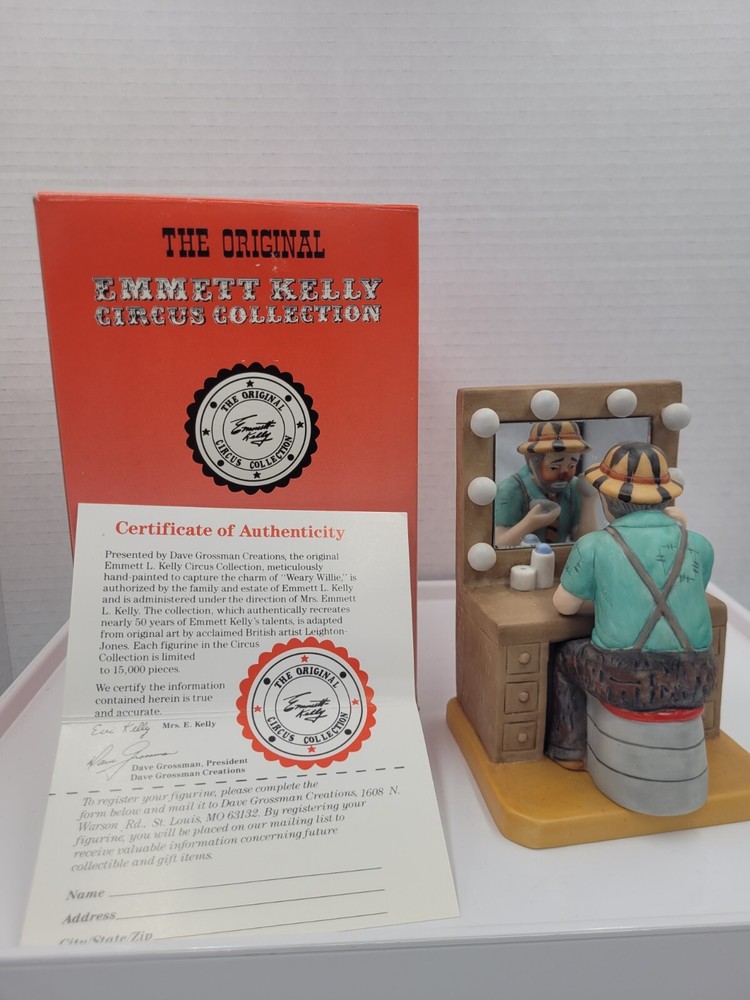 THE ORIGINAL
EMMETT KELLY
CIRCUS COLLECTION
THE ORIGINAL
Emmett
Kelly
CIRCUS COLLECTION
Certificate of Authenticity
Presented by Dave Grossman Creations, the original
Emmett L. Kelly Circus Collection, meticulously
hand-painted to capture the charm of "Weary Willie," is
authorized by the family and estate of Emmett L. Kelly
and is administered under the direction of Mrs. Emmett
L. Kelly. The collection, which authentically recreates
nearly 50 years of Emmett Kelly's talents, is adapted
from original art by acclaimed British artist Leighton-
Jones. Each figurine in the Circus
Collection is limited
to 15,000 pieces.
We certify the information
contained herein is true
and accurate.
THE ORIGINAL
Emmett
Kelly
CIRCUS COLLECTION
Evi Kelly Mrs. E. Kelly
Dave Grossman
Dave Grossman, President
Dave Grossman Creations
To register your figurine, please complete the
form below and mail it to Dave Grossman Creations, 1608 N.
Warson Rd., St. Louis, MO 63132. By registering your
figurine, you will be placed on our mailing list to
receive valuable information concerning future
collectible and gift items.
Name
Address
City/State/Zip